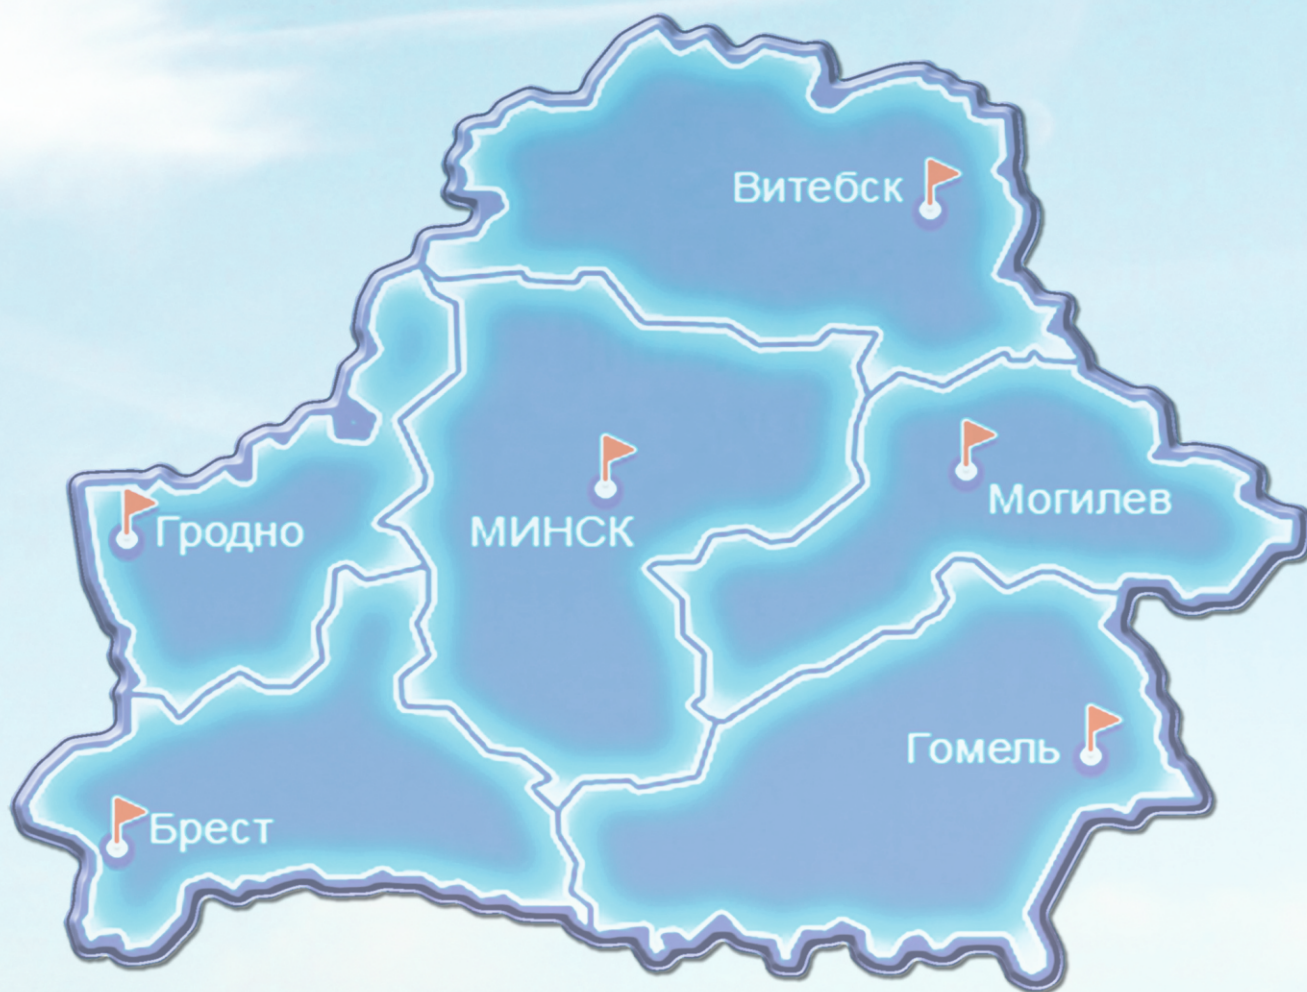 Витебск
Могилев
Гродно
МИНСК
Гомель
Брест